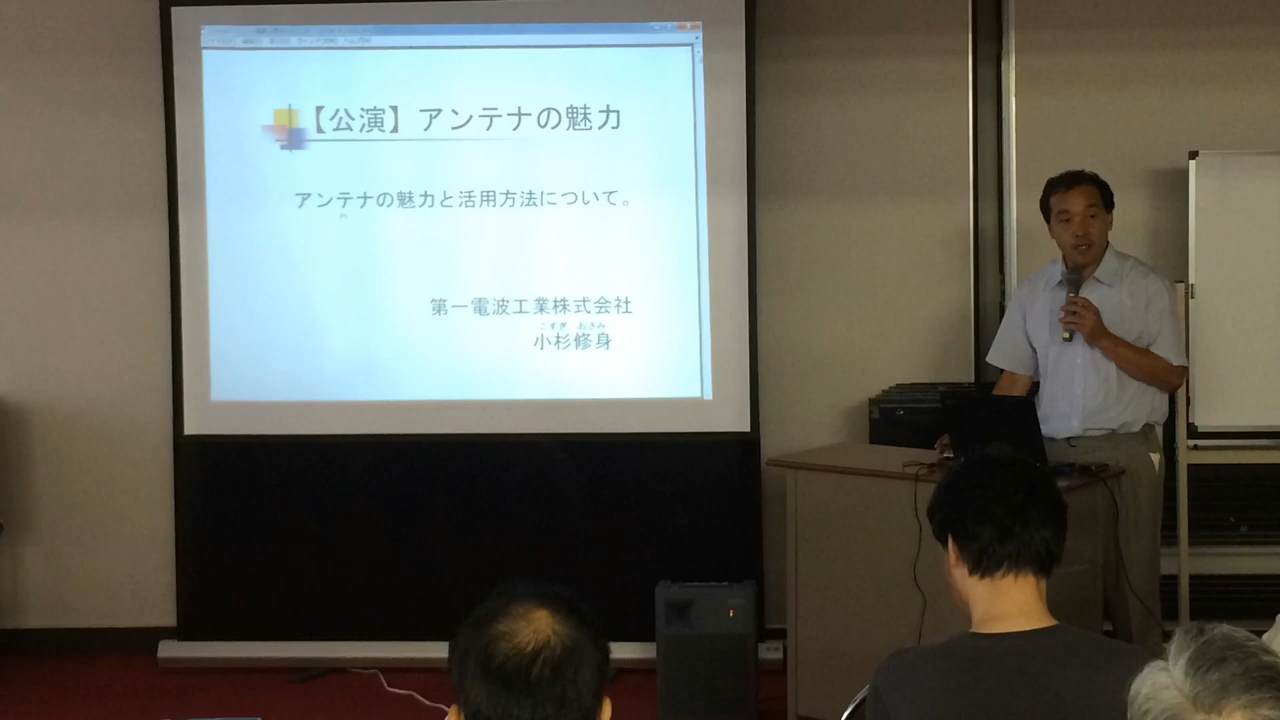 【公演】アンテナの魅力
アンテナの魅力と活用方法について。
第一電波工業株式会社
こすぎ おさみ
小杉修身